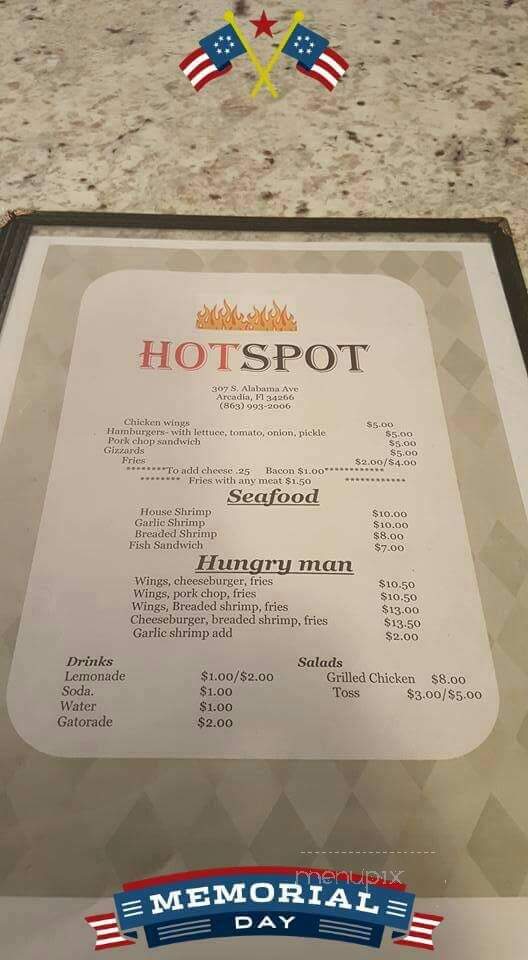 HOTSPOT
307 S. Alabama Ave
Arcadia, Fl 34266
(863) 993-2006
Chicken wings $5.00
Hamburgers- with lettuce, tomato, onion, pickle $5.00
Pork chop sandwich $5.00
Gizzards $5.00
Fries $2.00/$4.00
********To add cheese .25 Bacon $1.00************
******** Fries with any meat $1.50 ************
Seafood
House Shrimp $10.00
Garlic Shrimp $10.00
Breaded Shrimp $8.00
Fish Sandwich $7.00
Hungry man
Wings, cheeseburger, fries $10.50
Wings, pork chop, fries $10.50
Wings, Breaded shrimp, fries $13.00
Cheeseburger, breaded shrimp, fries $13.50
Garlic shrimp add $2.00
Drinks
Lemonade $1.00/$2.00
Soda. $1.00
Water $1.00
Gatorade $2.00
Salads
Grilled Chicken $8.00
Toss $3.00/$5.00
menupix
MEMORIAL
DAY